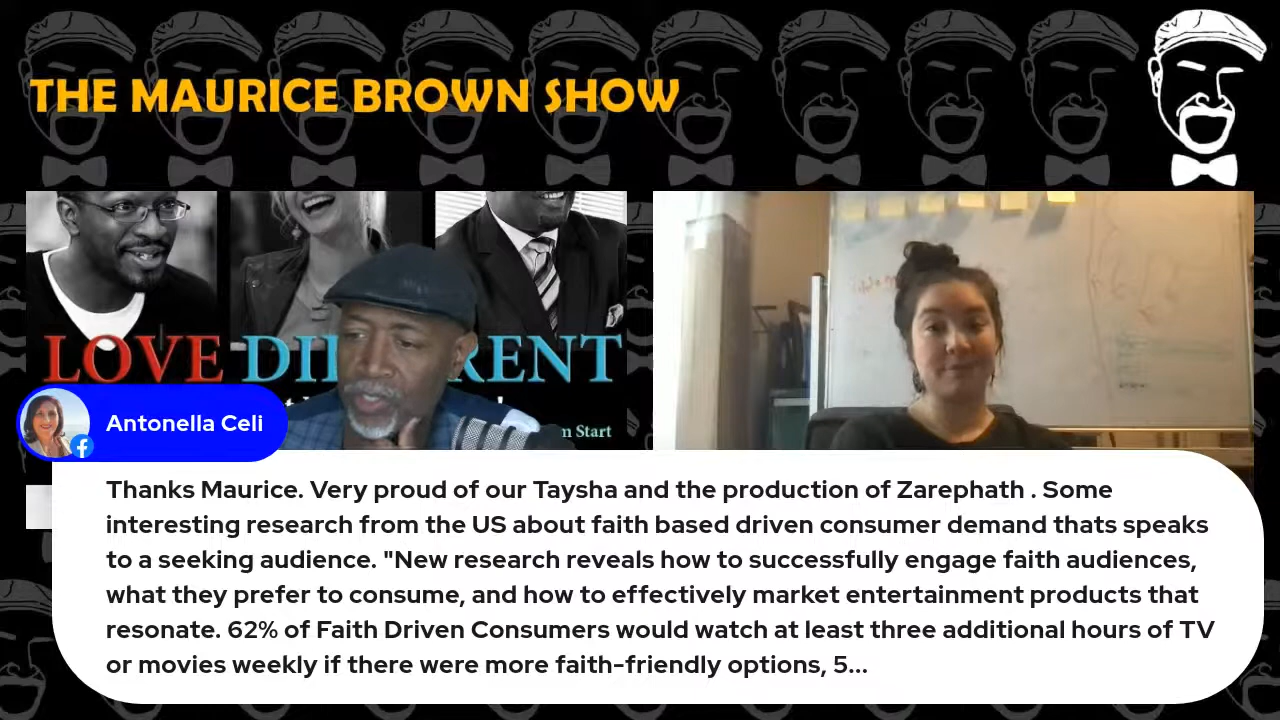 THE MAURICE BROWN SHOW
LOVE DI RENT
n Start
Antonella Celi
Thanks Maurice. Very proud of our Taysha and the production of Zarephath . Some
interesting research from the US about faith based driven consumer demand thats speaks
to a seeking audience. "New research reveals how to successfully engage faith audiences,
what they prefer to consume, and how to effectively market entertainment products that
resonate. 62% of Faith Driven Consumers would watch at least three additional hours of TV
or movies weekly if there were more faith-friendly options, 5...